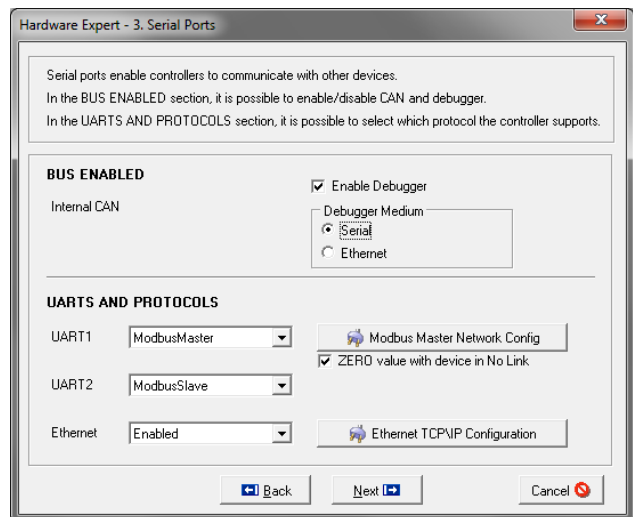 Hardware Expert - 3. Serial Ports
Serial ports enable controllers to communicate with other devices.
In the BUS ENABLED section, it is possible to enable/disable CAN and debugger.
In the UARTS AND PROTOCOLS section, it is possible to select which protocol the controller supports.
BUS ENABLED
Enable Debugger
Internal CAN
Debugger Medium
Serial
Ethernet
UARTS AND PROTOCOLS
UART1 ModbusMaster Modbus Master Network Config
ZERO value with device in No Link
UART2 ModbusSlave
Ethernet Enabled Ethernet TCP\IP Configuration
Back Next Cancel